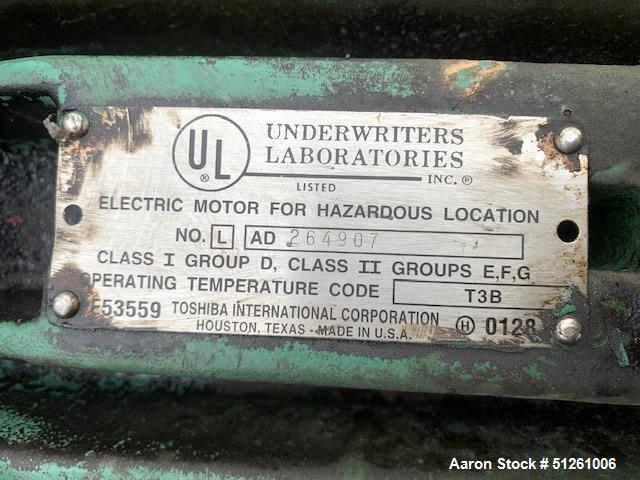 UL®
UNDERWRITERS
LABORATORIES
INC.®
LISTED
ELECTRIC MOTOR FOR HAZARDOUS LOCATION
NO. L AD 264907
CLASS I GROUP D, CLASS II GROUPS E,F,G
OPERATING TEMPERATURE CODE T3B
53559 TOSHIBA INTERNATIONAL CORPORATION Ⓗ 0128
HOUSTON, TEXAS - MADE IN U.S.A.
Aaron Stock # 51261006